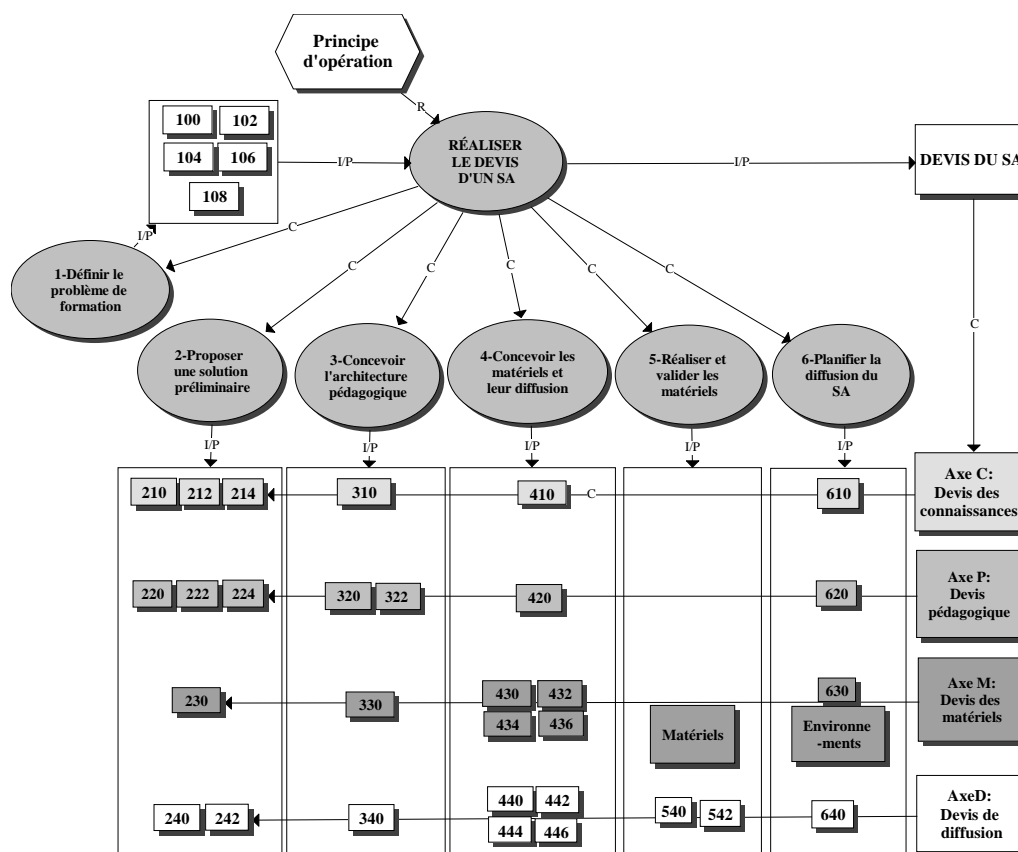 Principe
d'opération
R
100 102
104 106
108
I/P
RÉALISER
LE DEVIS
D'UN SA
I/P
DEVIS DU SA
I/P
C
1-Définir le
problème de
formation
C
C
C
C
C
C
2-Proposer
une solution
préliminaire
3-Concevoir
l'architecture
pédagogique
4-Concevoir les
matériels et
leur diffusion
5-Réaliser et
valider les
matériels
6-Planifier la
diffusion du
SA
I/P I/P I/P I/P I/P
210 212 214 310 410 C 610
Axe C:
Devis des
connaissances
220 222 224 320 322 420 620
Axe P:
Devis
pédagogique
230 330 430 432 630
434 436
Matériels
Environne
-ments
Axe M:
Devis des
matériels
240 242 340 440 442 540 542 640
444 446
AxeD:
Devis de
diffusion